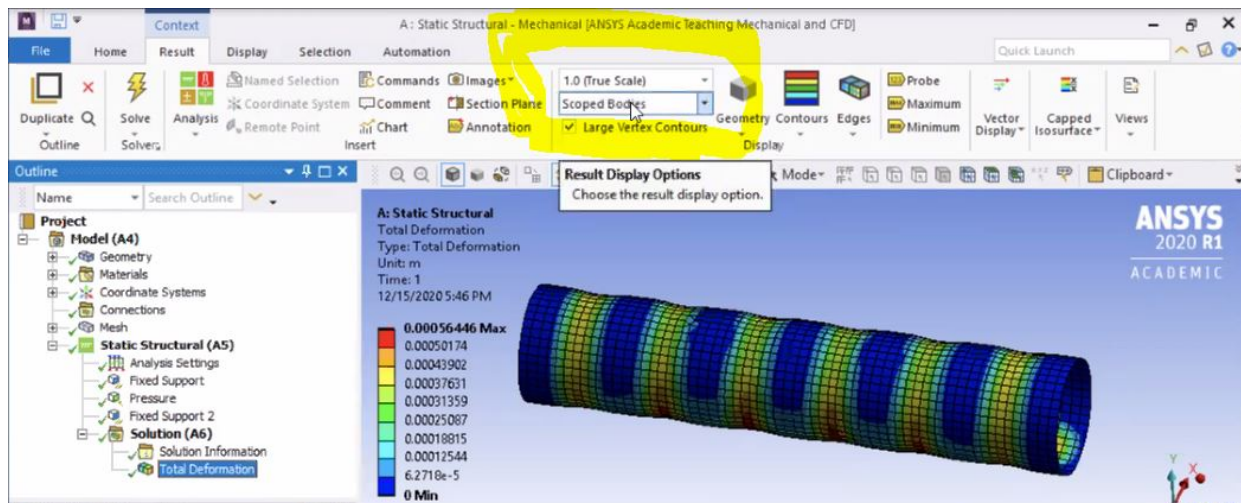 A : Static Structural - Mechanical [ANSYS Academic Teaching Mechanical and CFD]
Context
File Home Result Display Selection Automation
Quick Launch
Duplicate
Outline
Solve
Solver
Analysis
Named Selection
Coordinate System
Remote Point
Commands
Comment
Chart
Images
Section Plane
Annotation
Insert
1.0 (True Scale)
Scoped Bodies
Large Vertex Contours
Geometry
Contours
Edges
Probe
Maximum
Minimum
Display
Vector
Display
Capped
Isosurface
Views
Outline
Name
Search Outline
Project
Model (A4)
Geometry
Materials
Coordinate Systems
Connections
Mesh
Static Structural (A5)
Analysis Settings
Fixed Support
Pressure
Fixed Support 2
Solution (A6)
Solution Information
Total Deformation
Mode
Clipboard
Result Display Options
Choose the result display option.
A: Static Structural
Total Deformation
Type: Total Deformation
Unit: m
Time: 1
12/15/2020 5:46 PM
0.00056446 Max
0.00050174
0.00043902
0.00037631
0.00031359
0.00025087
0.00018815
0.00012544
6.2718e-5
0 Min
ANSYS
2020 R1
ACADEMIC
Y
X